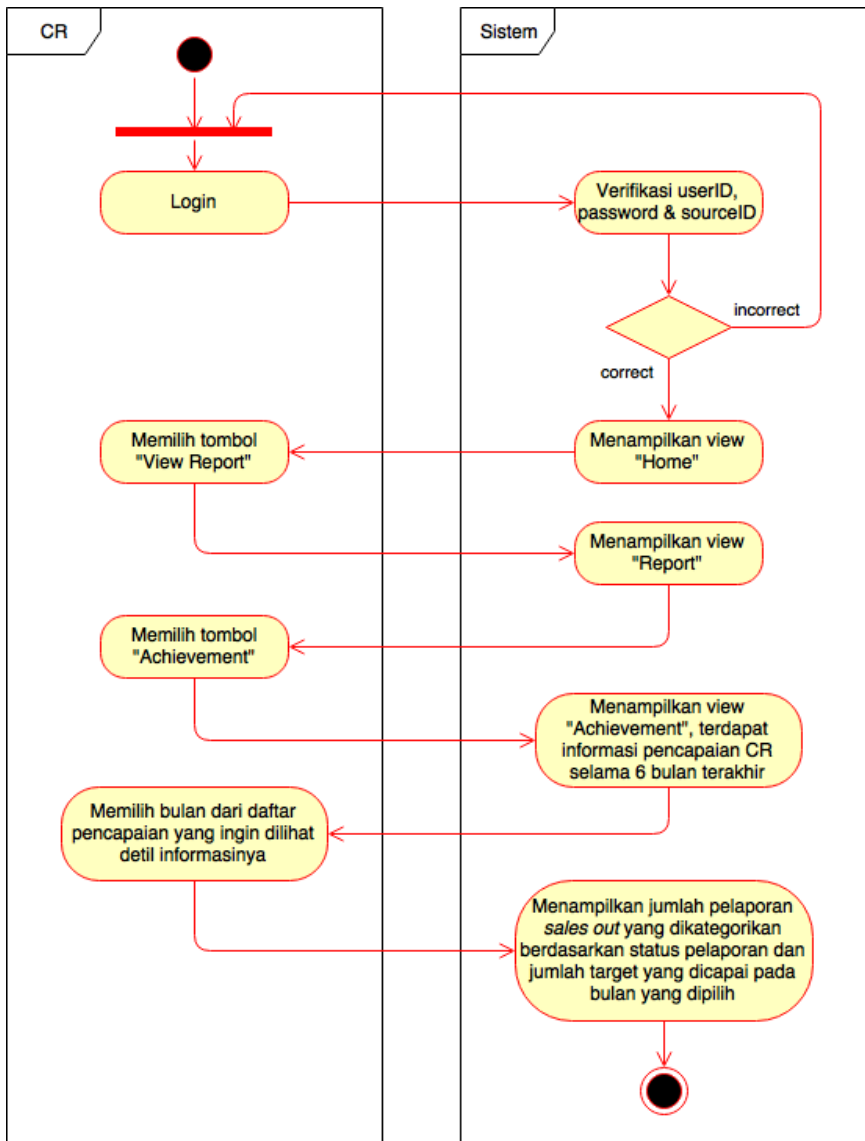 CR
Sistem
Login
Verifikasi userID,
password & sourceID
incorrect
correct
Memilih tombol
"View Report"
Menampilkan view
"Home"
Menampilkan view
"Report"
Memilih tombol
"Achievement"
Menampilkan view
"Achievement", terdapat
informasi pencapaian CR
selama 6 bulan terakhir
Memilih bulan dari daftar
pencapaian yang ingin dilihat
detil informasinya
Menampilkan jumlah pelaporan
sales out yang dikategorikan
berdasarkan status pelaporan dan
jumlah target yang dicapai pada
bulan yang dipilih